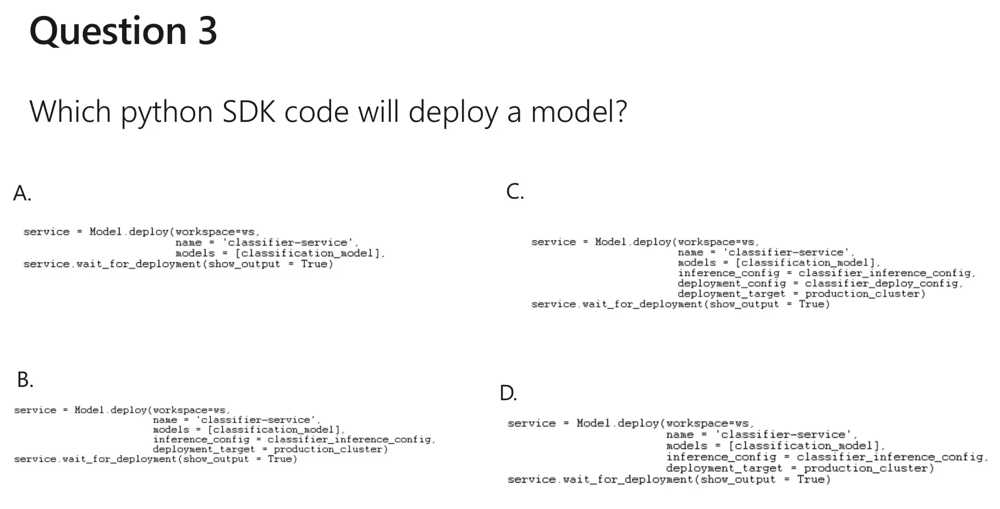 Question 3
Which python SDK code will deploy a model?
A.
service = Model.deploy(workspace=ws,
name = 'classifier-service',
models = [classification_model],
service.wait_for_deployment(show_output = True)
B.
service = Model.deploy(workspace=ws,
name = 'classifier-service',
models = [classification_model],
inference_config = classifier_inference_config,
deployment_target = production_cluster)
service.wait_for_deployment(show_output = True)
C.
service = Model.deploy(workspace=ws,
name = 'classifier-service',
models = [classification_model],
inference_config = classifier_inference_config,
deployment_config = classifier_deploy_config,
deployment_target = production_cluster)
service.wait_for_deployment(show_output = True)
D.
service = Model.deploy(workspace=ws,
name = 'classifier-service',
models = [classification_model],
inference_config = classifier_inference_config,
deployment_target = production_cluster)
service.wait_for_deployment(show_output = True)